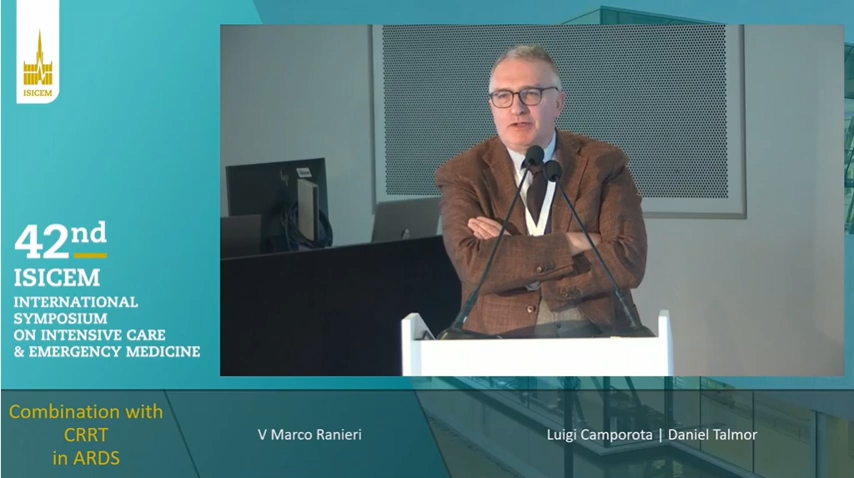 ISICEM
42nd
ISICEM
INTERNATIONAL
SYMPOSIUM
ON INTENSIVE CARE
& EMERGENCY MEDICINE
Combination with
CRRT
in ARDS
V Marco Ranieri
Luigi Camporota | Daniel Talmor